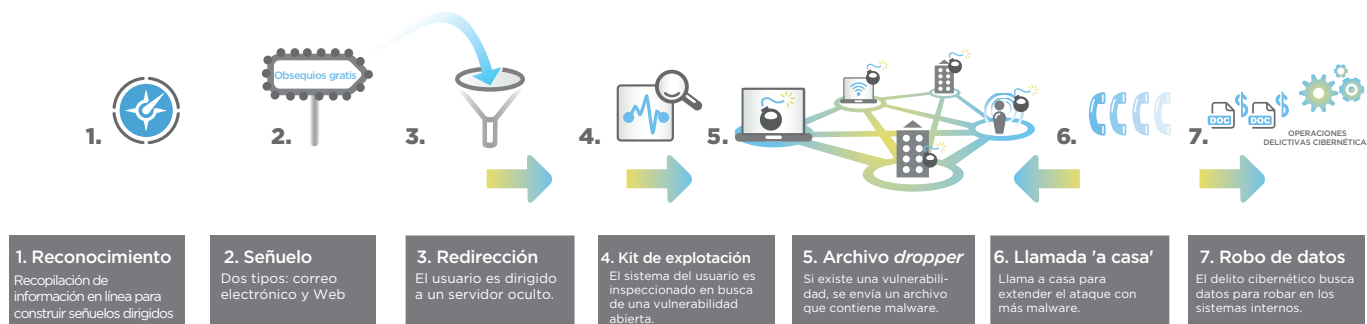 Obsequios gratis
1.
2.
3.
4.
5.
6.
7.
DOC
$
DOC
$
OPERACIONES
DELICTIVAS CIBERNÉTICA
1. Reconocimiento
Recopilación de
información en línea para
construir señuelos dirigidos
2. Señuelo
Dos tipos: correo
electrónico y Web
3. Redirección
El usuario es dirigido
a un servidor oculto.
4. Kit de explotación
El sistema del usuario es
inspeccionado en busca
de una vulnerabilidad
abierta.
5. Archivo dropper
Si existe una vulnerabili-
dad, se envía un archivo
que contiene malware.
6. Llamada 'a casa'
Llama a casa para
extender el ataque con
más malware.
7. Robo de datos
El delito cibernético busca
datos para robar en los
sistemas internos.